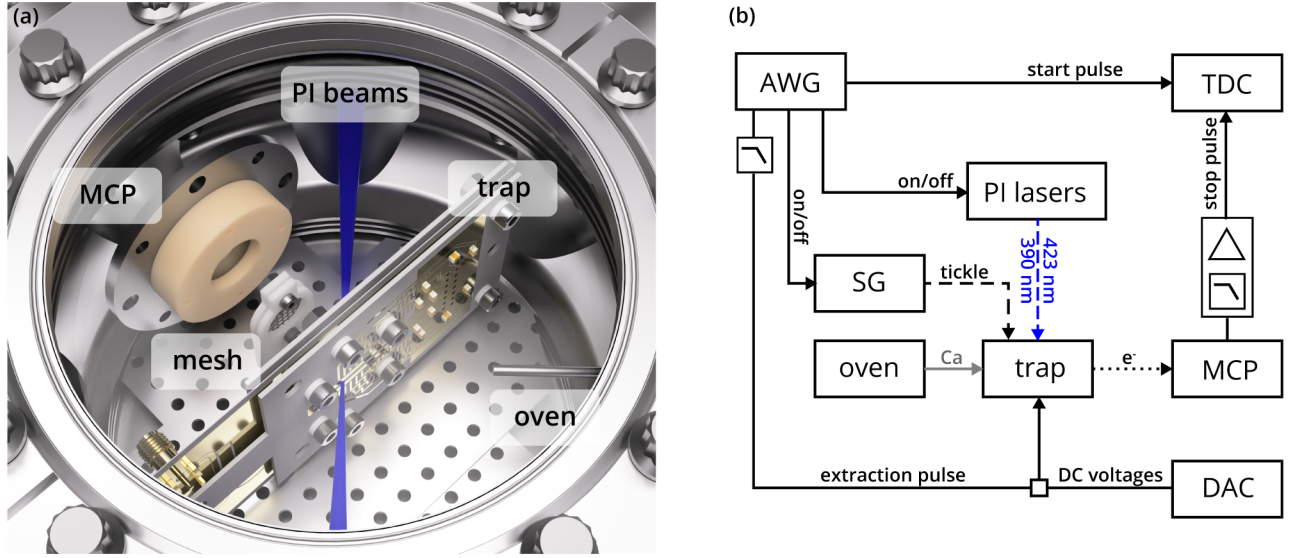 (a)
PI beams
MCP
trap
mesh
oven
(b)
AWG
start pulse
TDC
stop pulse
on/off
PI lasers
on/off
423 nm
390 nm
SG
tickle
oven
Ca
trap
e-
MCP
extraction pulse
DC voltages
DAC